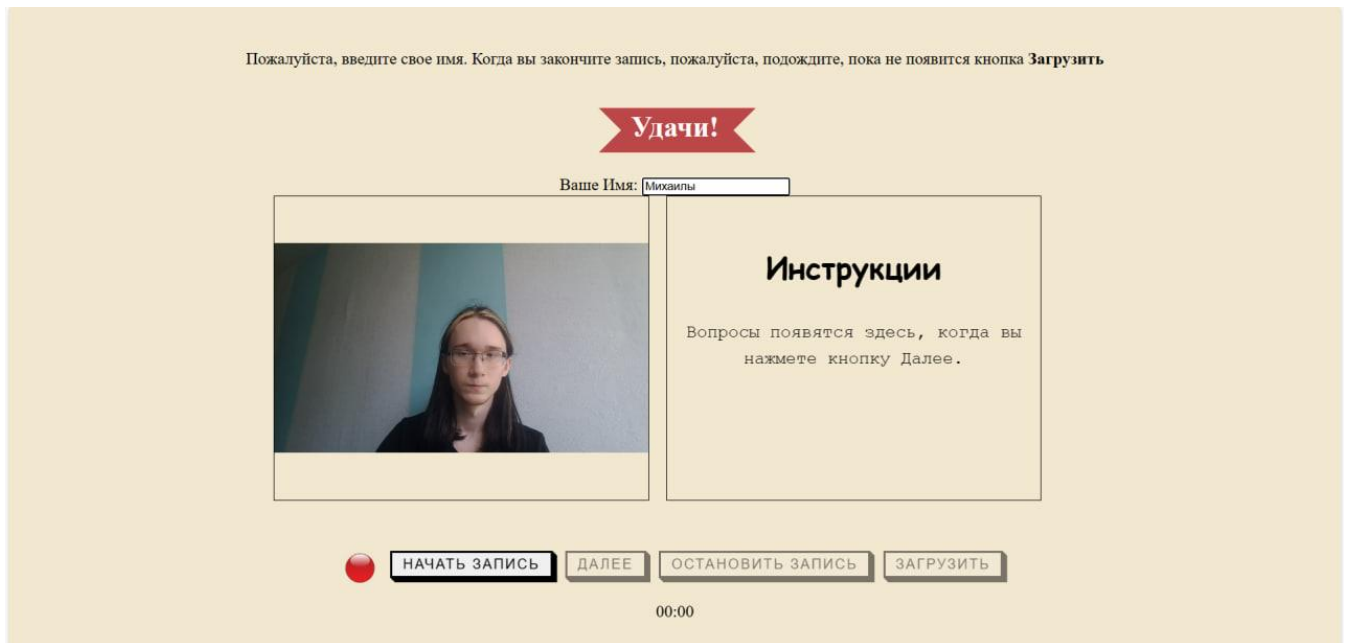 Пожалуйста, введите свое имя. Когда вы закончите запись, пожалуйста, подождите, пока не появится кнопка Загрузить
Удачи!
Ваше Имя: Михаилы
Инструкции
Вопросы появятся здесь, когда вы
нажмете кнопку Далее.
НАЧАТЬ ЗАПИСЬ ДАЛЕЕ ОСТАНОВИТЬ ЗАПИСЬ ЗАГРУЗИТЬ
00:00